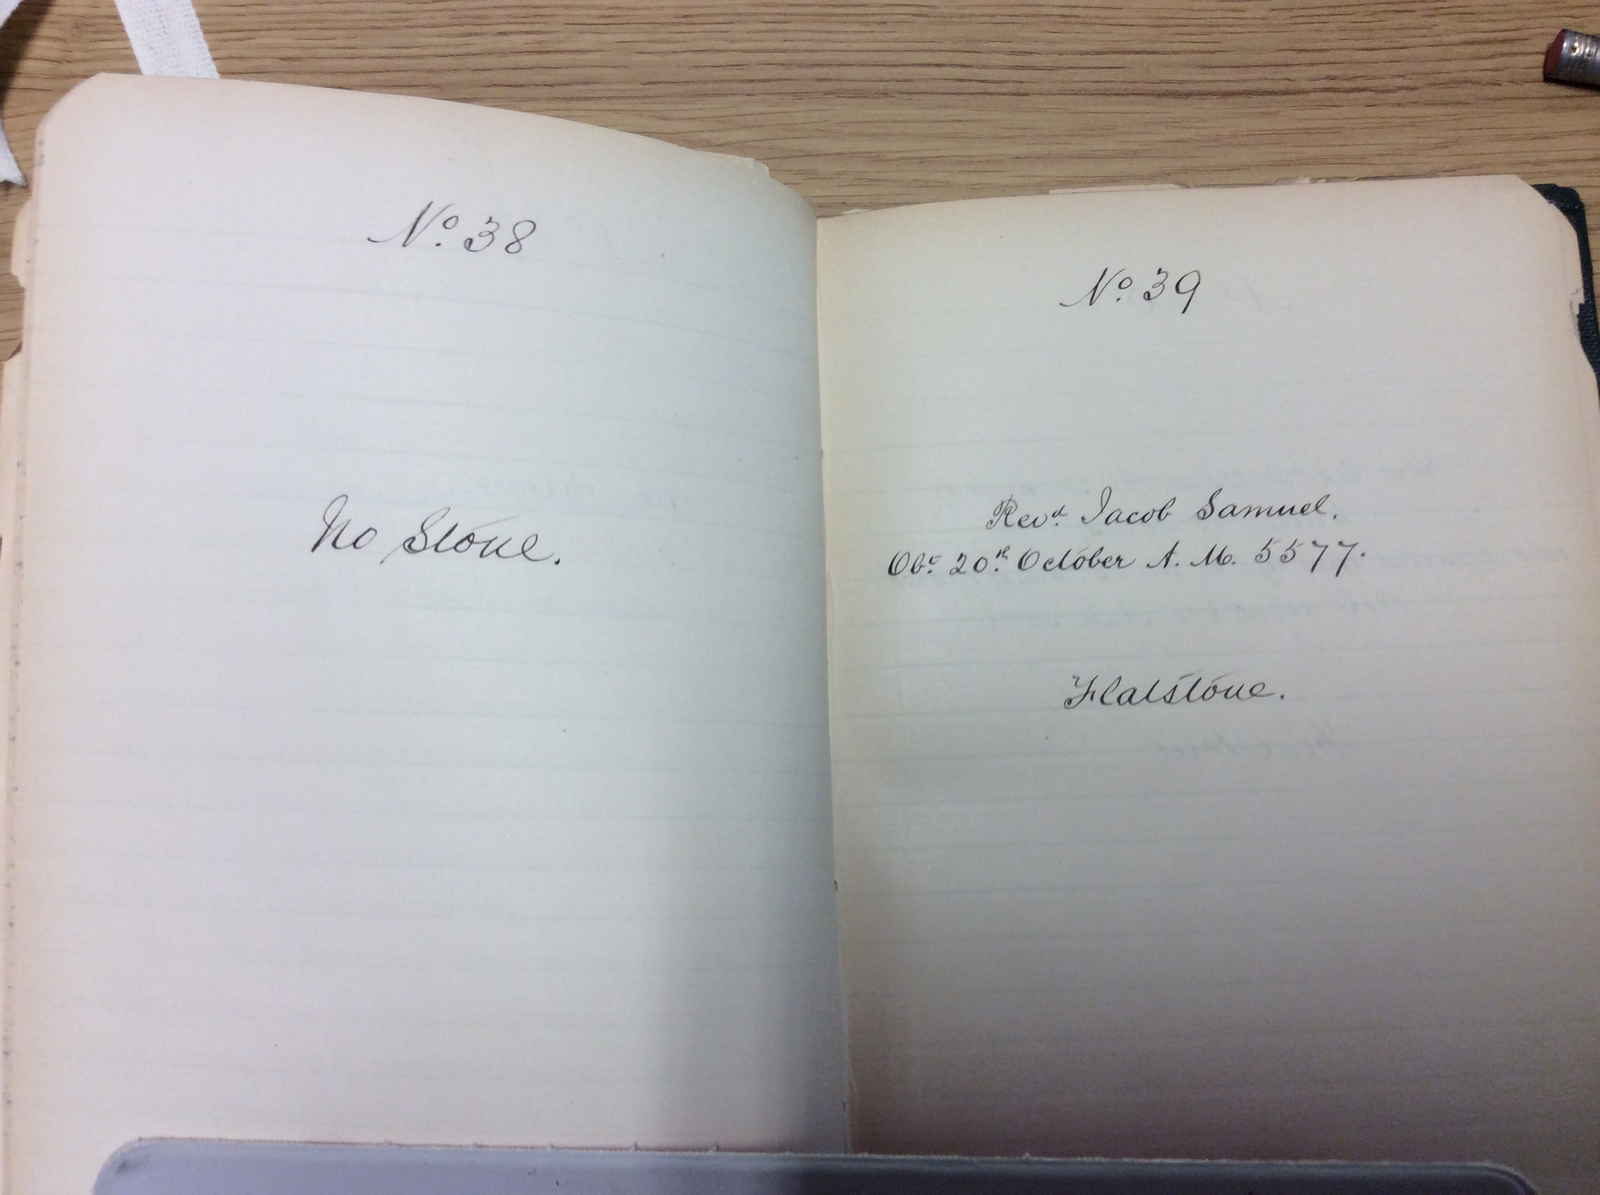 No. 38
No Stone.
No. 39
Revd. Jacob Samuel.
Obt. 20th. October A. M. 5577.
Flatstone.